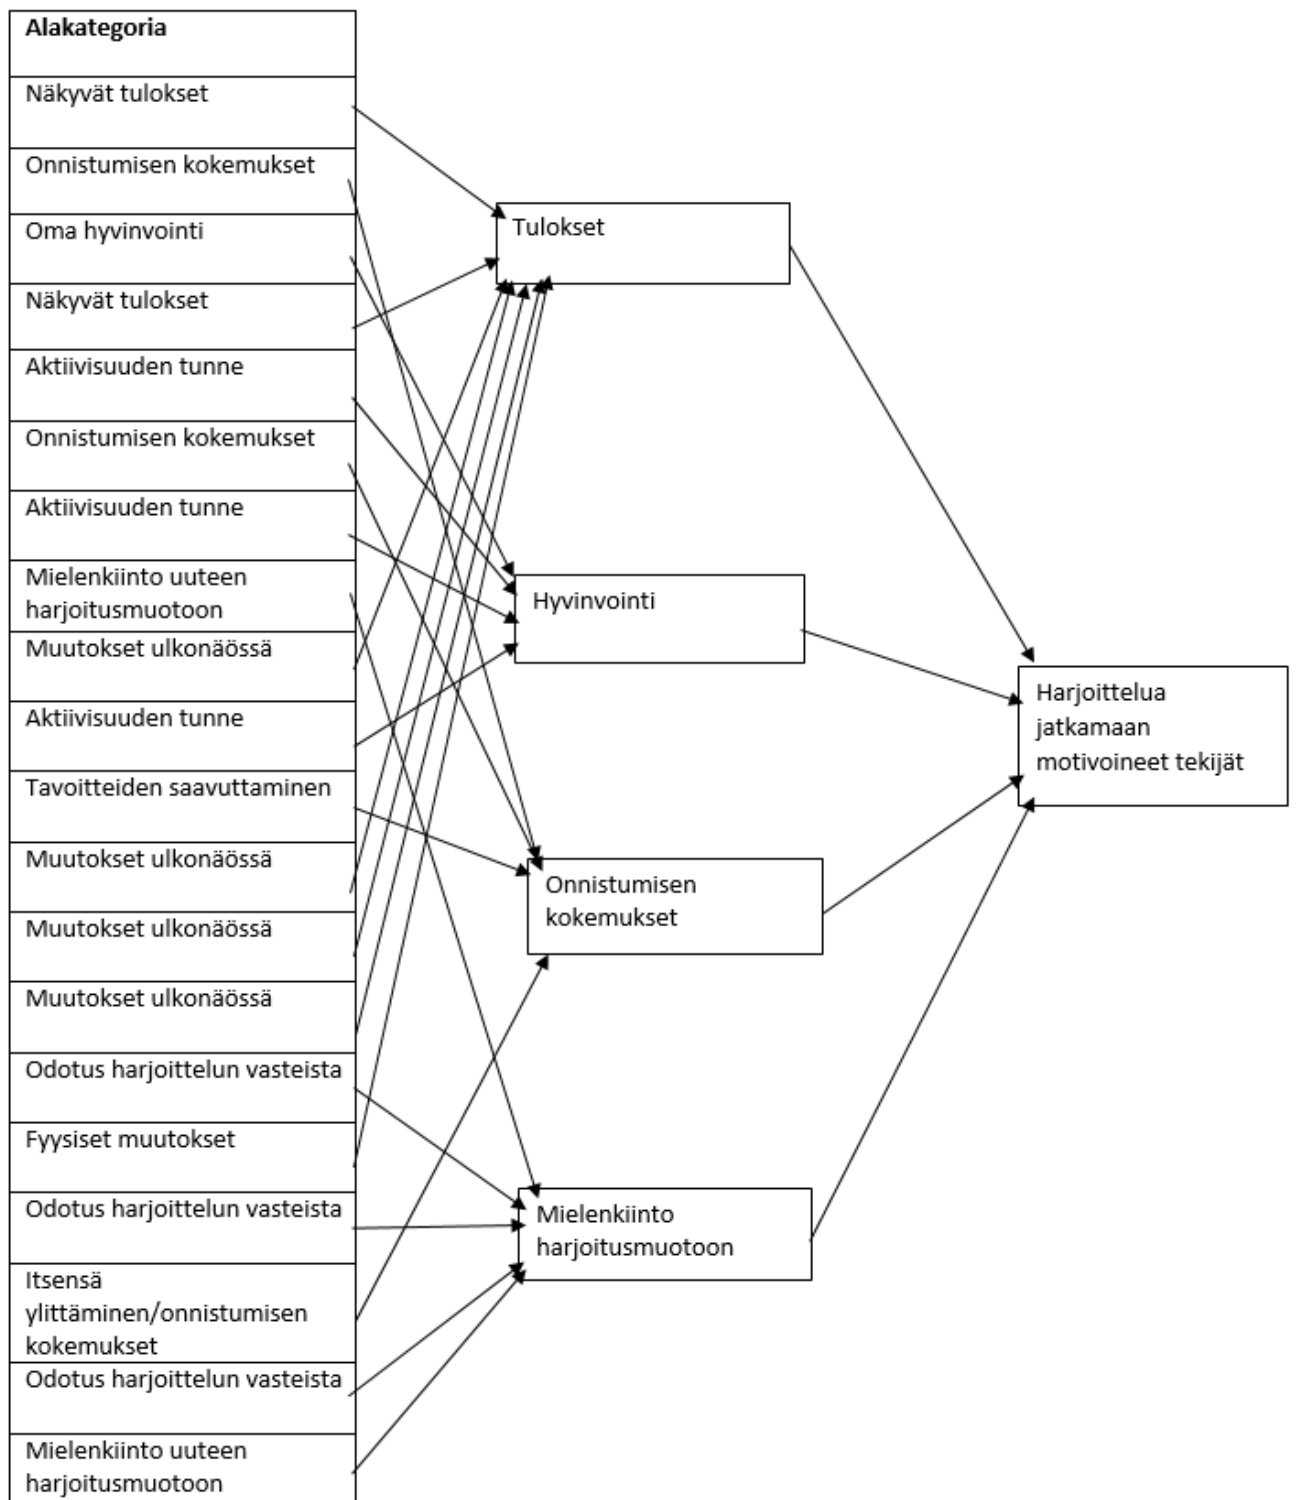 Alakategoria
Näkyvät tulokset
Onnistumisen kokemukset
Oma hyvinvointi
Näkyvät tulokset
Aktiivisuuden tunne
Onnistumisen kokemukset
Aktiivisuuden tunne
Mielenkiinto uuteen
harjoitusmuotoon
Muutokset ulkonäössä
Aktiivisuuden tunne
Tavoitteiden saavuttaminen
Muutokset ulkonäössä
Muutokset ulkonäössä
Muutokset ulkonäössä
Odotus harjoittelun vasteista
Fyysiset muutokset
Odotus harjoittelun vasteista
Itsensä
ylittäminen/onnistumisen
kokemukset
Odotus harjoittelun vasteista
Mielenkiinto uuteen
harjoitusmuotoon
Tulokset
Hyvinvointi
Onnistumisen
kokemukset
Mielenkiinto
harjoitusmuotoon
Harjoittelua
jatkamaan
motivoineet tekijät